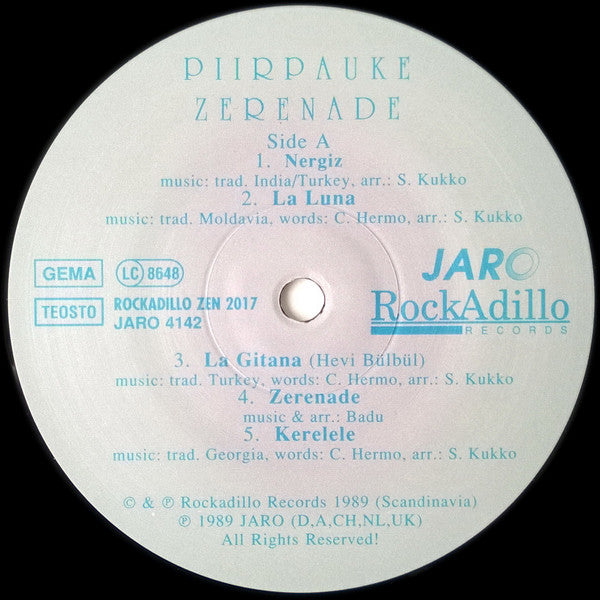 PIIRPAUKE
ZERENADE
Side A
1. Nergiz
music: trad. India/Turkey, arr.: S. Kukko
2. La Luna
music: trad. Moldavia, words: C. Hermo, arr.: S. Kukko
GEMA LC 8648
TEOSTO ROCKADILLO ZEN 2017
JARO 4142
JARO
RockAdillo
RECORDS
3. La Gitana (Hevi Bülbül)
music: trad. Turkey, words: C. Hermo, arr.: S. Kukko
4. Zerenade
music & arr.: Badu
5. Kerelele
music: trad. Georgia, words: C. Hermo, arr.: S. Kukko
© & ℗ Rockadillo Records 1989 (Scandinavia)
℗ 1989 JARO (D,A,CH,NL,UK)
All Rights Reserved!